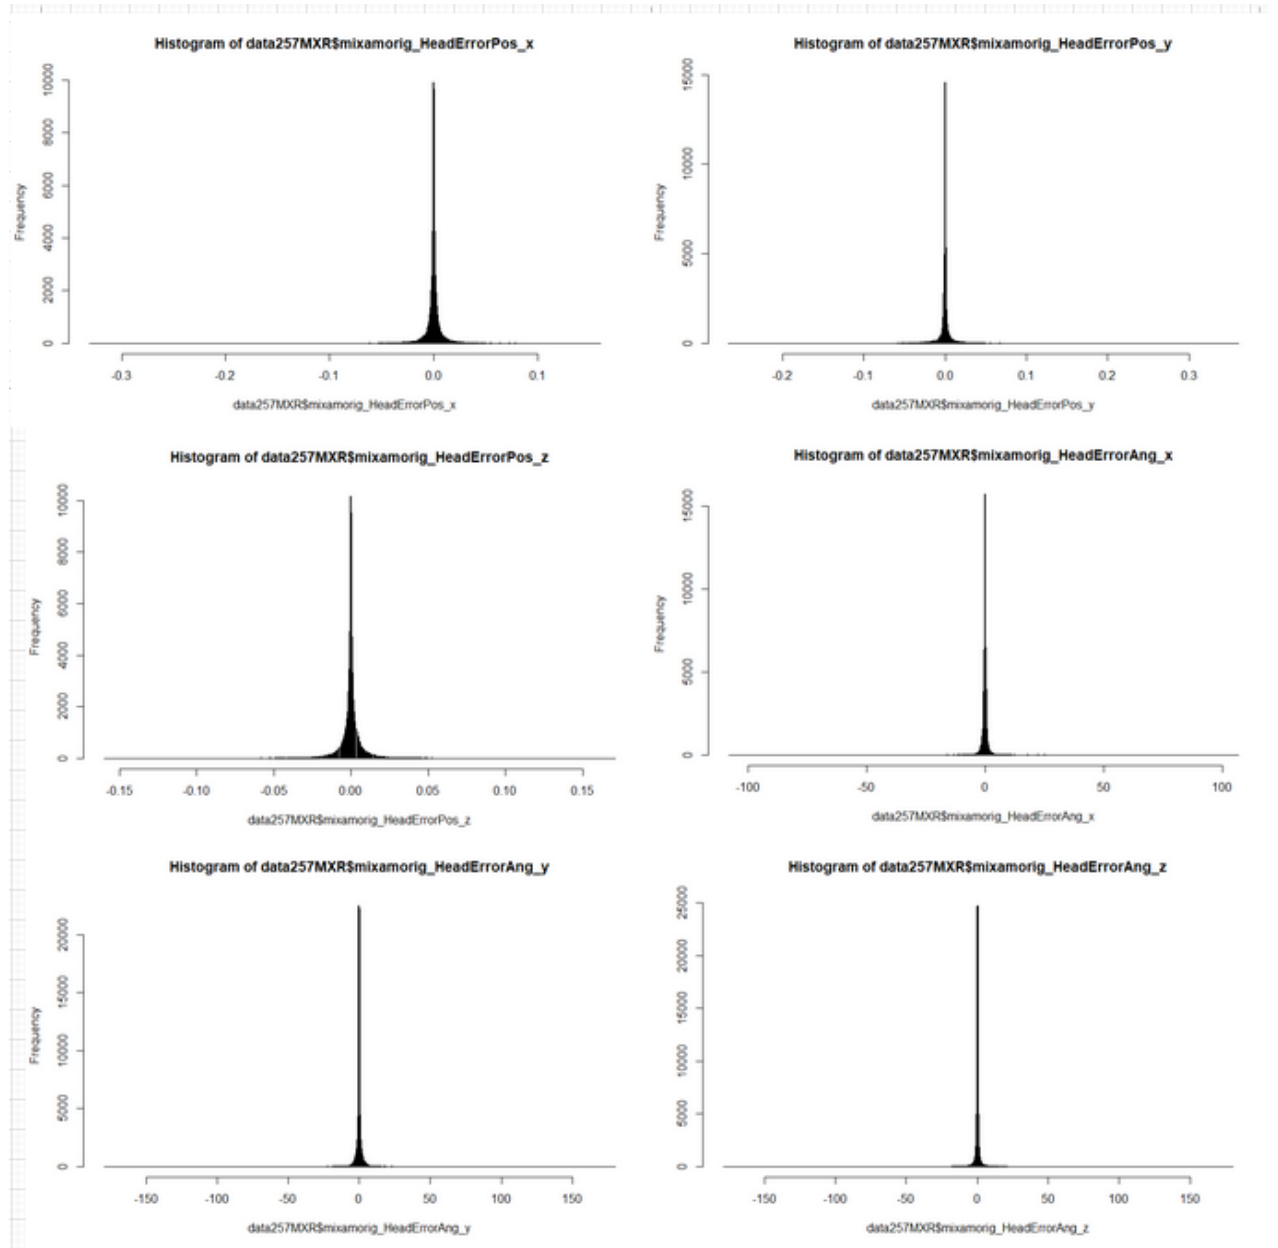 Histogram of data257MXR$mixamorig_HeadErrorPos_x
Frequency
10000
8000
6000
4000
2000
0
-0.3 -0.2 -0.1 0.0 0.1
data257MXR$mixamorig_HeadErrorPos_x
Histogram of data257MXR$mixamorig_HeadErrorPos_y
Frequency
15000
10000
5000
0
-0.2 -0.1 0.0 0.1 0.2 0.3
data257MXR$mixamorig_HeadErrorPos_y
Histogram of data257MXR$mixamorig_HeadErrorPos_z
Frequency
10000
8000
6000
4000
2000
0
-0.15 -0.10 -0.05 0.00 0.05 0.10 0.15
data257MXR$mixamorig_HeadErrorPos_z
Histogram of data257MXR$mixamorig_HeadErrorAng_x
Frequency
15000
10000
5000
0
-100 -50 0 50 100
data257MXR$mixamorig_HeadErrorAng_x
Histogram of data257MXR$mixamorig_HeadErrorAng_y
Frequency
20000
15000
10000
5000
0
-150 -100 -50 0 50 100 150
data257MXR$mixamorig_HeadErrorAng_y
Histogram of data257MXR$mixamorig_HeadErrorAng_z
25000
20000
15000
10000
5000
0
-150 -100 -50 0 50 100 150
data257MXR$mixamorig_HeadErrorAng_z